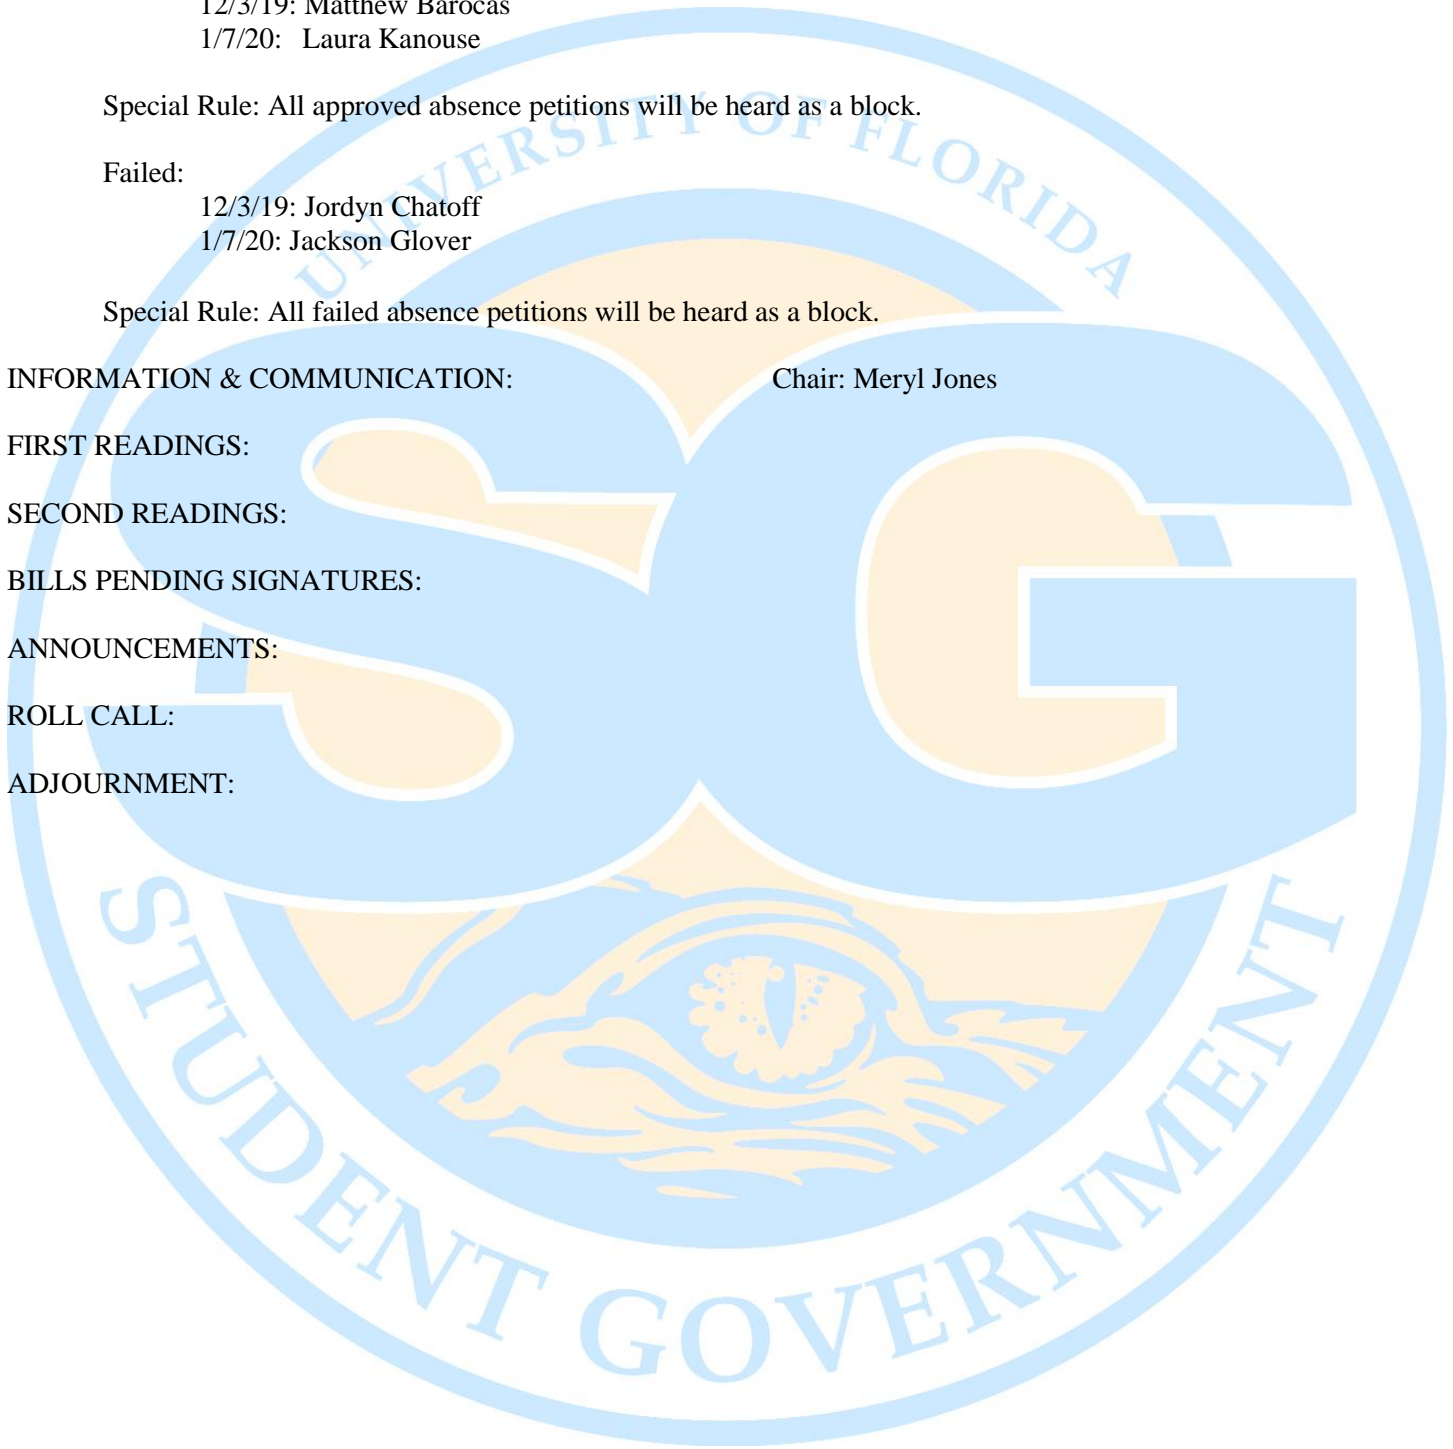 12/3/19: Matthew Barocas
1/7/20: Laura Kanouse
Special Rule: All approved absence petitions will be heard as a block.
Failed:
12/3/19: Jordyn Chatoff
1/7/20: Jackson Glover
Special Rule: All failed absence petitions will be heard as a block.
INFORMATION & COMMUNICATION: Chair: Meryl Jones
FIRST READINGS:
SECOND READINGS:
BILLS PENDING SIGNATURES:
ANNOUNCEMENTS:
ROLL CALL:
ADJOURNMENT:
UNIVERSITY OF FLORIDA
SG
STUDENT GOVERNMENT